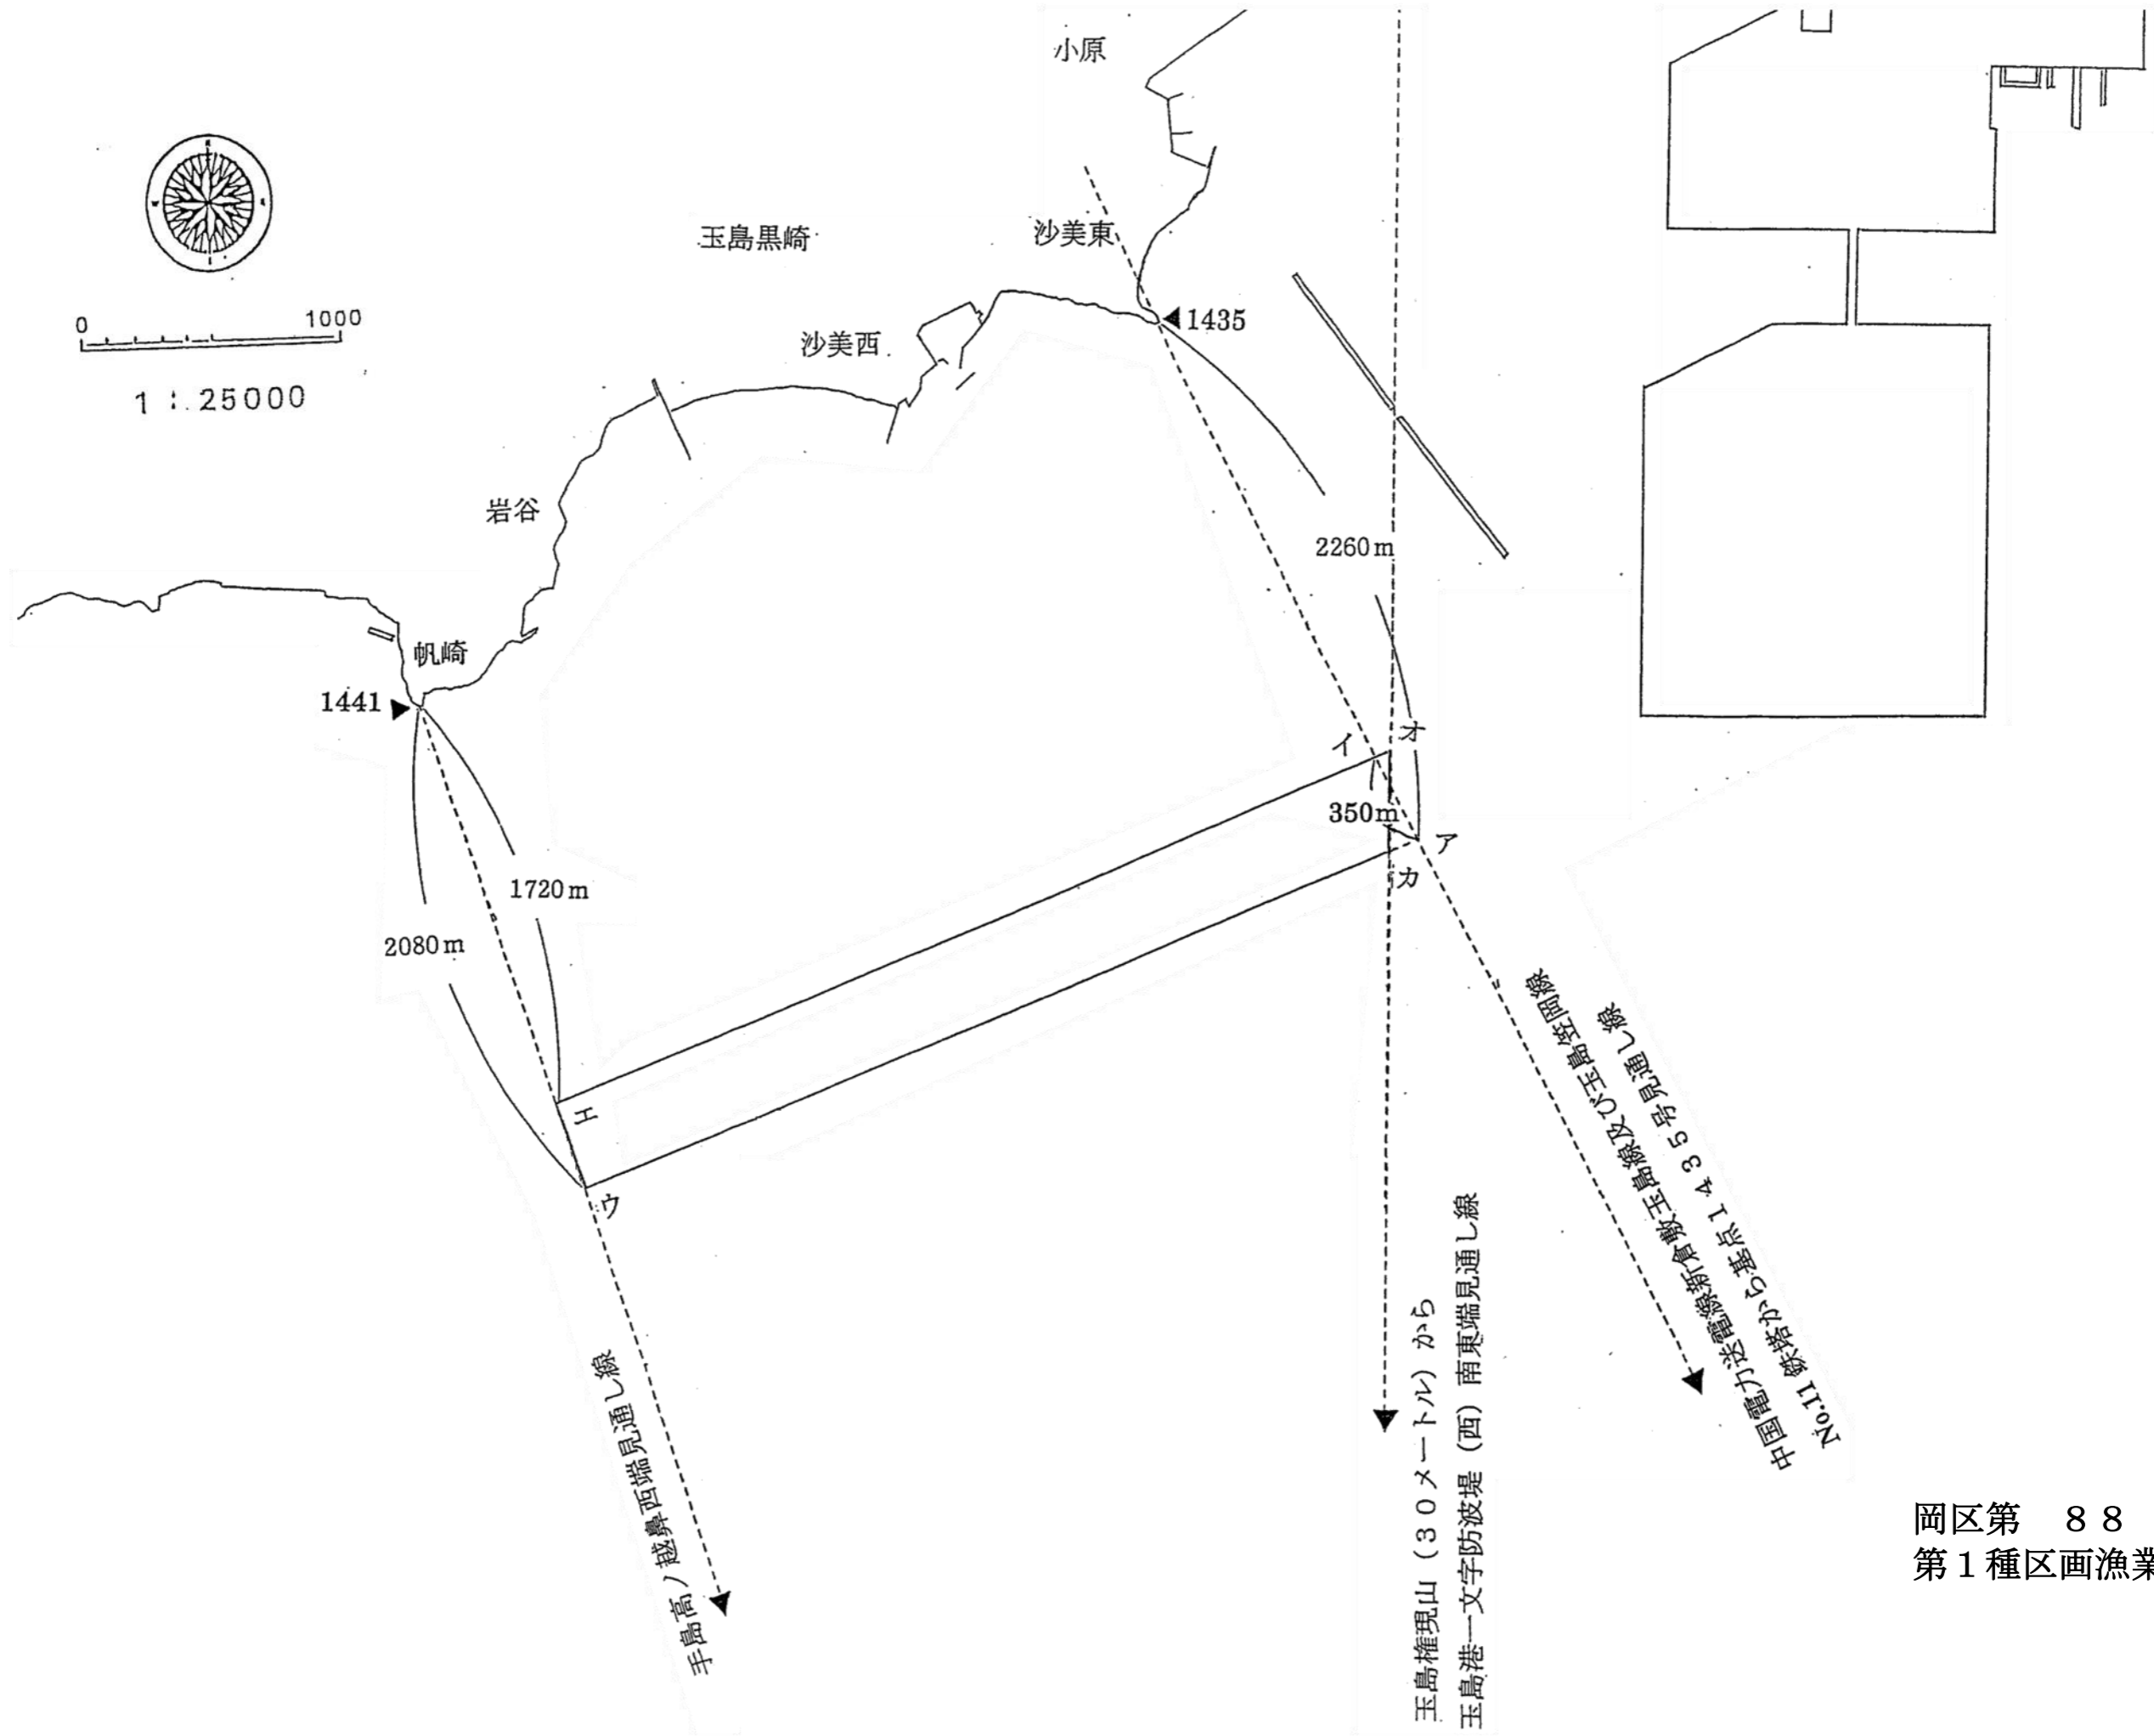 小原
玉島黒崎
沙美東
0 1000
1 : 25000
沙美西
1435
岩谷
2260m
帆崎
1441
イ
オ
350m
ア
カ
1720m
2080m
エ
ウ
中国電力送電線新倉敷玉島線及び玉島笠岡線
No.11鉄塔から基点1435号見通し線
玉島権現山（30メートル）から
玉島港一文字防波堤（西）南東端見通し線
手島高ノ越鼻西端見通し線
岡区第　88
第1種区画漁業